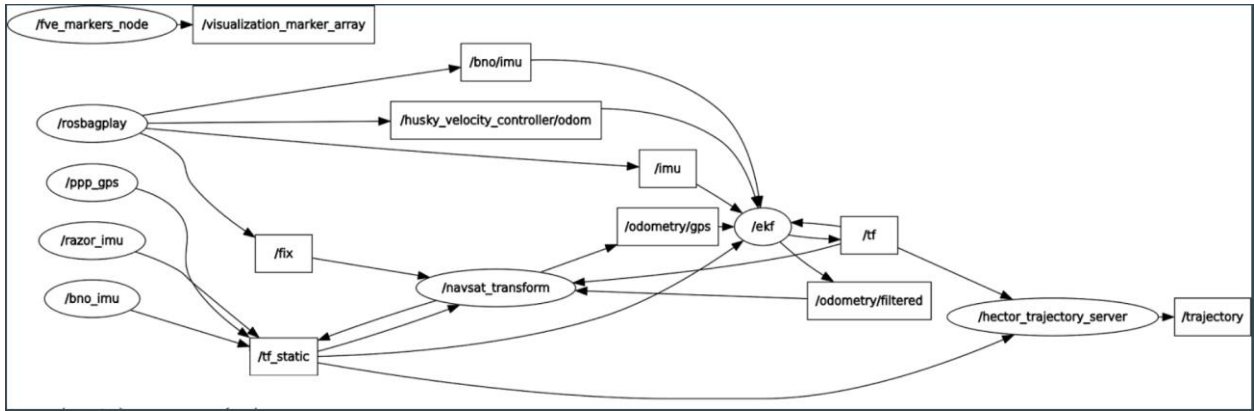 /fve_markers_node
/visualization_marker_array
/bno/imu
/rosbagplay
/husky_velocity_controller/odom
/imu
/ppp_gps
/odometry/gps
/ekf
/tf
/razor_imu
/fix
/navsat_transform
/bno_imu
/odometry/filtered
/hector_trajectory_server
/trajectory
/tf_static